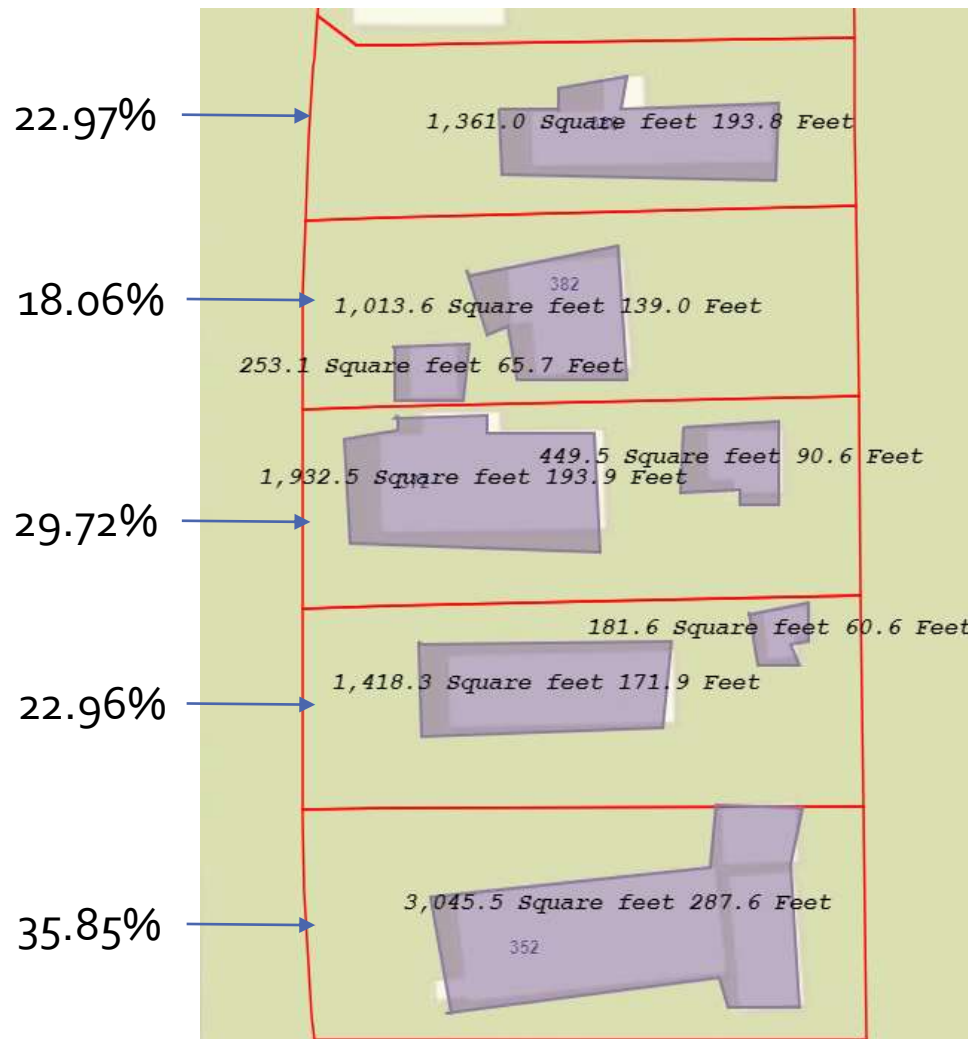 22.97%
1,361.0 Square feet 193.8 Feet
18.06%
382
1,013.6 Square feet 139.0 Feet
253.1 Square feet 65.7 Feet
449.5 Square feet 90.6 Feet
1,932.5 Square feet 193.9 Feet
29.72%
181.6 Square feet 60.6 Feet
1,418.3 Square feet 171.9 Feet
22.96%
3,045.5 Square feet 287.6 Feet
35.85%
352